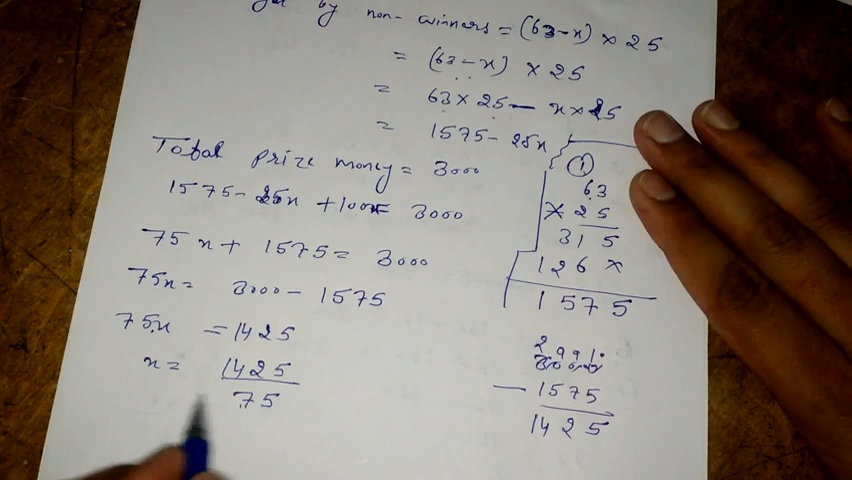 by non-winners = (63-x) × 25
= (63-x) × 25
= 63 × 25 - x × 25
= 1575 - 25x
Total prize money = 3000
1575 - 25x + 100x = 3000
75x + 1575 = 3000
75x = 3000 - 1575
75x = 1425
x = 1425
75
1
63
× 25
315
126×
1575
3000
- 1575
1425